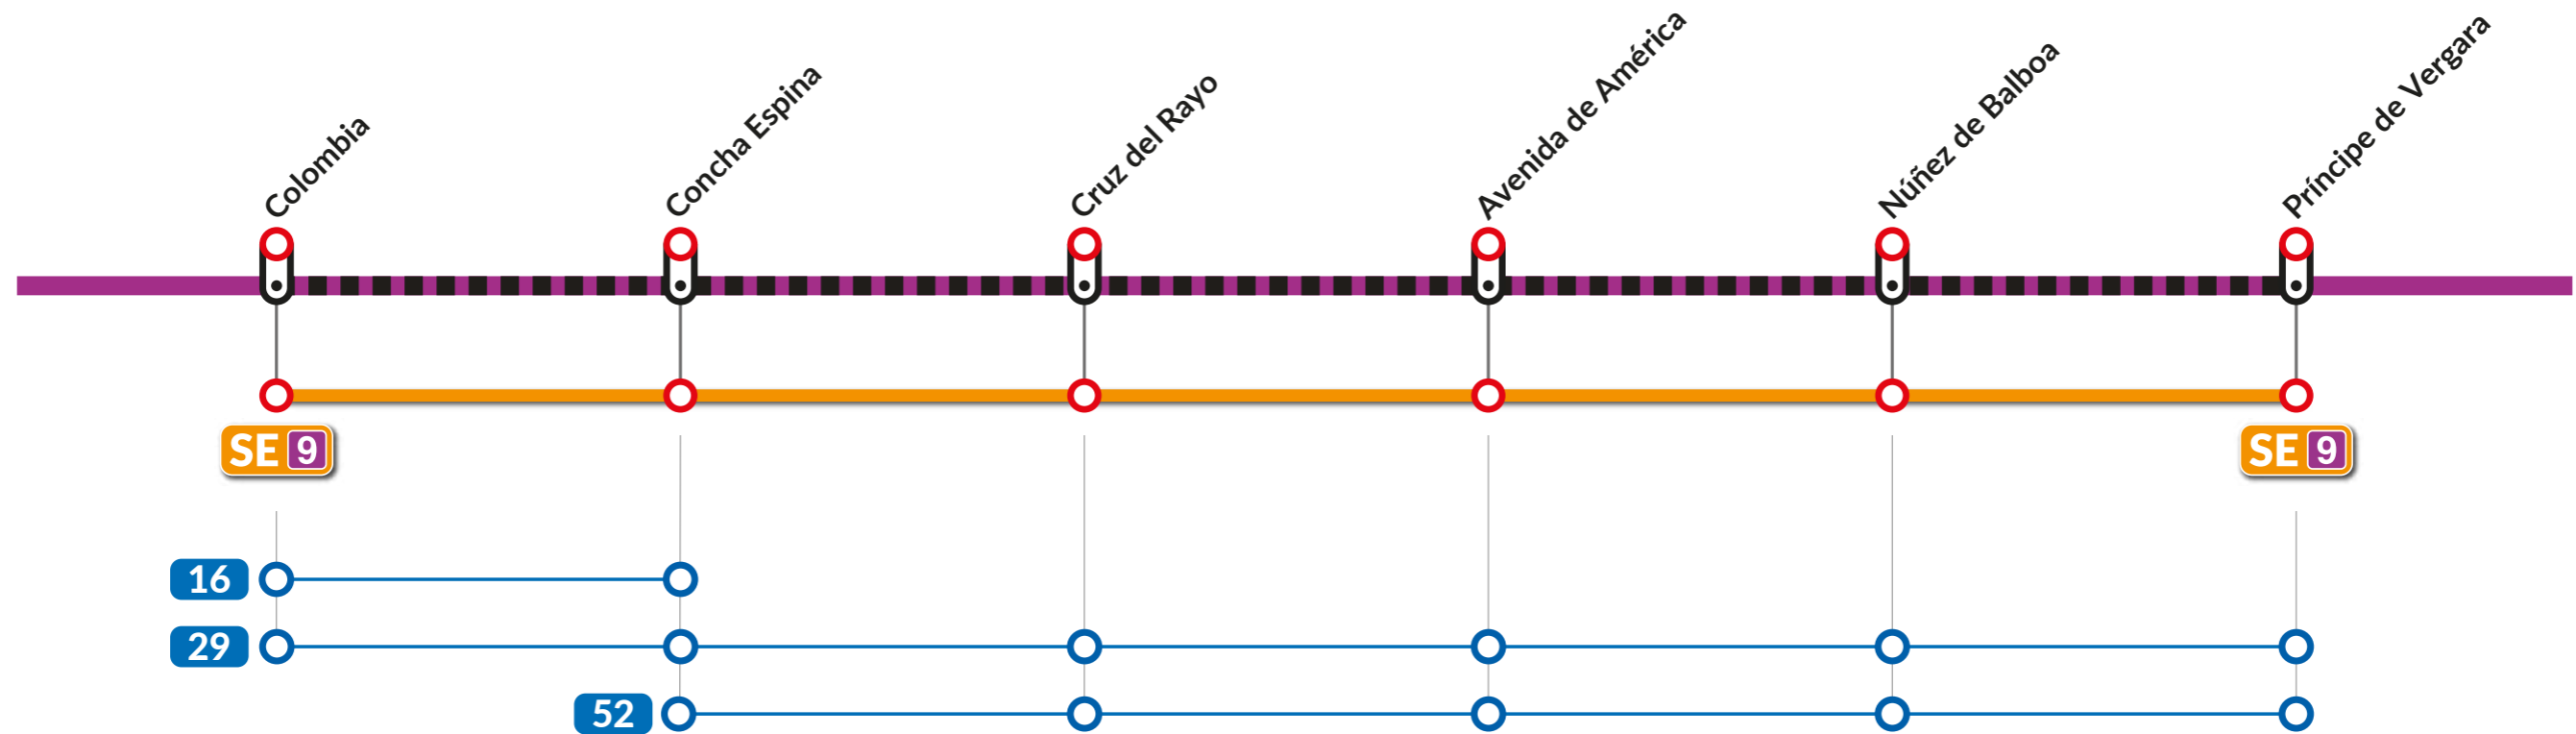 Colombia
Concha Espina
Cruz del Rayo
Avenida de América
Núñez de Balboa
Príncipe de Vergara
SE 9
SE 9
16
29
52